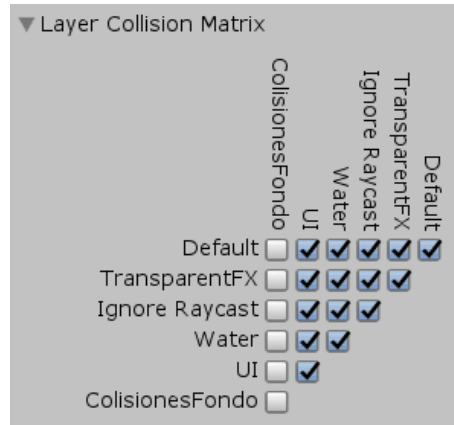 Layer Collision Matrix
ColisionesFondo
UI
Water
Ignore Raycast
TransparentFX
Default
Default
TransparentFX
Ignore Raycast
Water
UI
ColisionesFondo